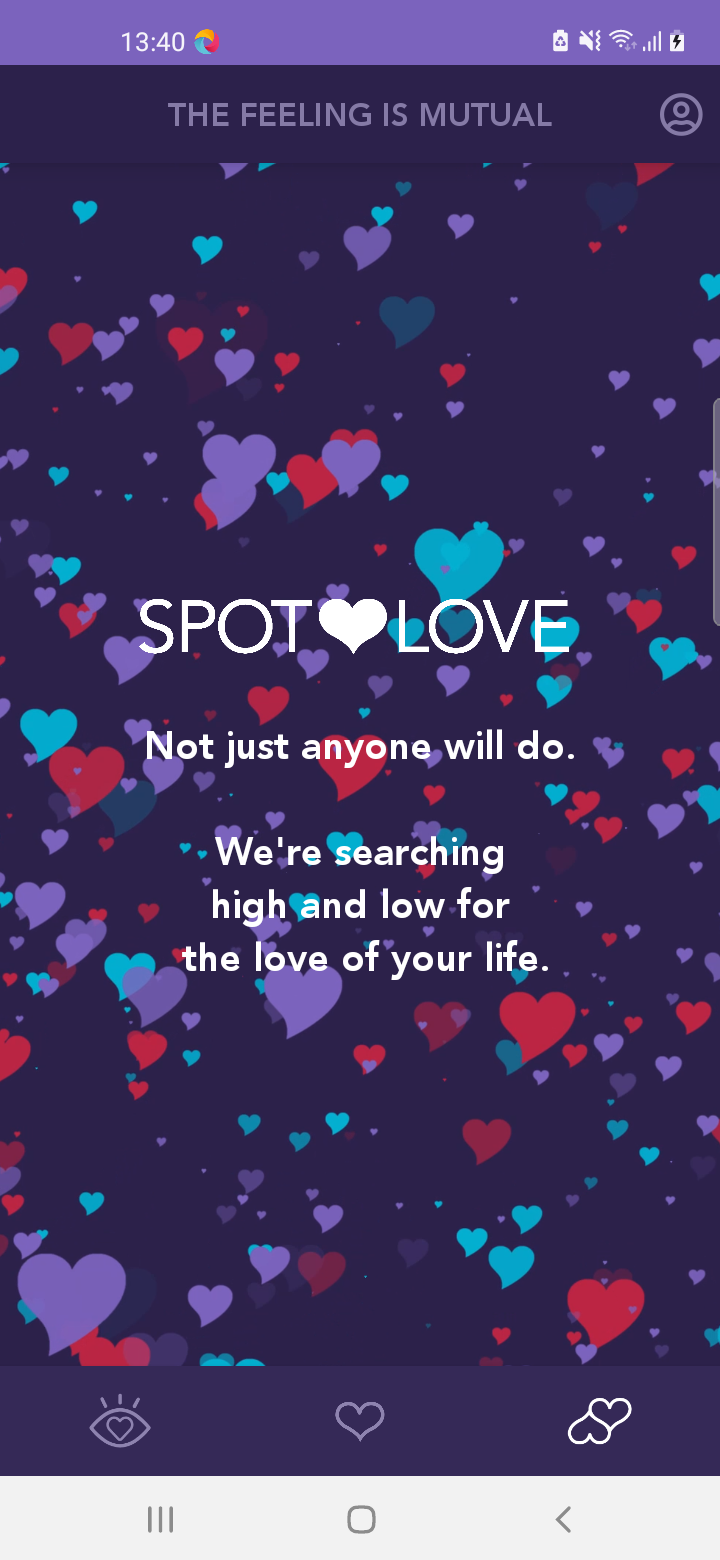 13:40
THE FEELING IS MUTUAL
SPOT LOVE
Not just anyone will do.
We're searching
high and low for
the love of your life.